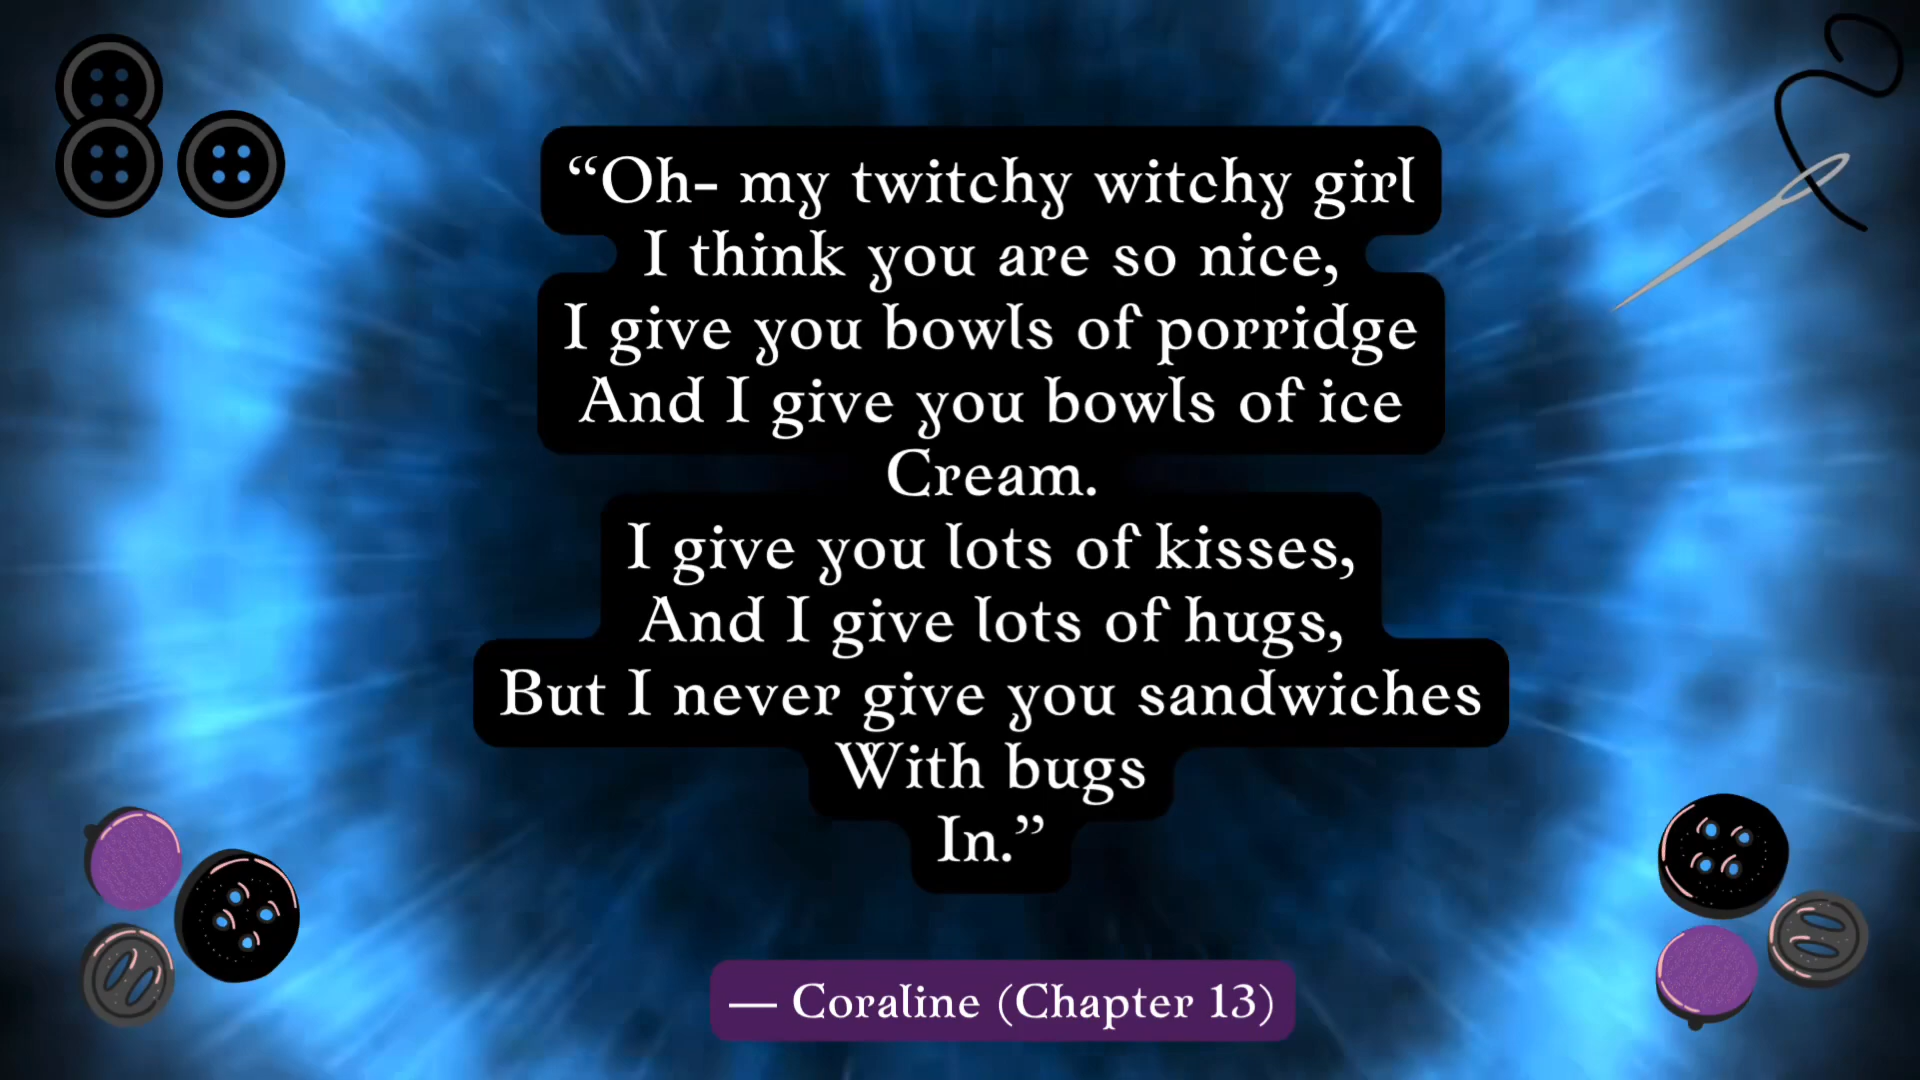 “Oh- my twitchy witchy girl
I think you are so nice,
I give you bowls of porridge
And I give you bowls of ice
Cream.
I give you lots of kisses,
And I give lots of hugs,
But I never give you sandwiches
With bugs
In.”
— Coraline (Chapter 13)